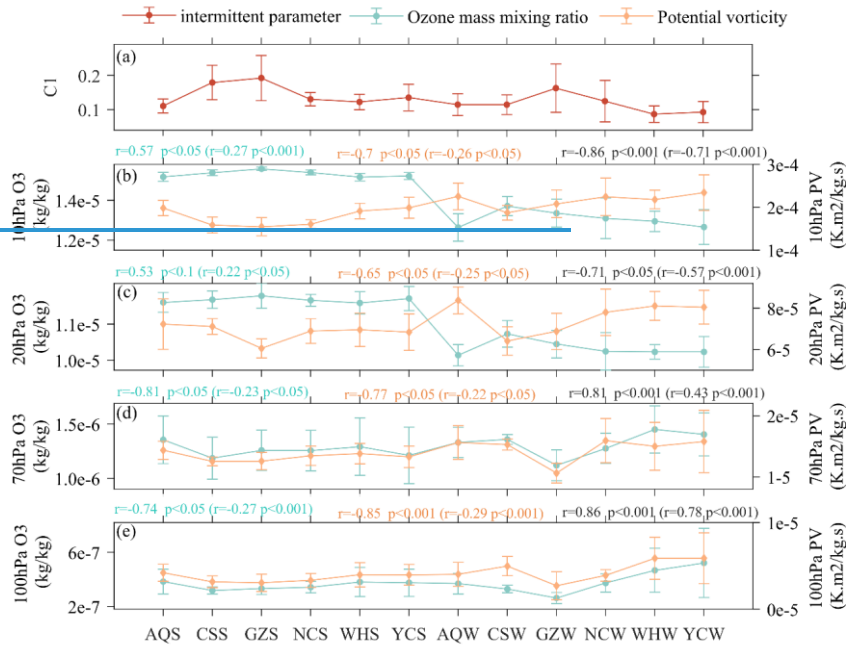 intermittent parameter Ozone mass mixing ratio Potential vorticity
(a)
C1
0.2
0.1
r=0.57 p<0.05 (r=0.27 p<0.001) r=-0.7 p<0.05 (r=-0.26 p<0.05) r=-0.86 p<0.001 (r=-0.71 p<0.001)
(b)
10hPa O3
(kg/kg)
1.4e-5
1.2e-5
3e-4
2e-4
1e-4
10hPa PV
(K.m2/kg.s)
r=0.53 p<0.1 (r=0.22 p<0.05) r=-0.65 p<0.05 (r=-0.25 p<0.05) r=-0.71 p<0.05 (r=-0.57 p<0.001)
(c)
20hPa O3
(kg/kg)
1.1e-5
1.0e-5
8e-5
6e-5
20hPa PV
(K.m2/kg.s)
r=-0.81 p<0.05 (r=-0.23 p<0.05) r=-0.77 p<0.05 (r=-0.22 p<0.05) r=0.81 p<0.001 (r=0.43 p<0.001)
(d)
70hPa O3
(kg/kg)
1.5e-6
1.0e-6
2e-5
1e-5
70hPa PV
(K.m2/kg.s)
r=-0.74 p<0.05 (r=-0.27 p<0.001) r=-0.85 p<0.001 (r=-0.29 p<0.001) r=0.86 p<0.001 (r=0.78 p<0.001)
(e)
100hPa O3
(kg/kg)
6e-7
2e-7
1e-5
0e-5
100hPa PV
(K.m2/kg.s)
AQS CSS GZS NCS WHS YCS AQW CSW GZW NCW WHW YCW